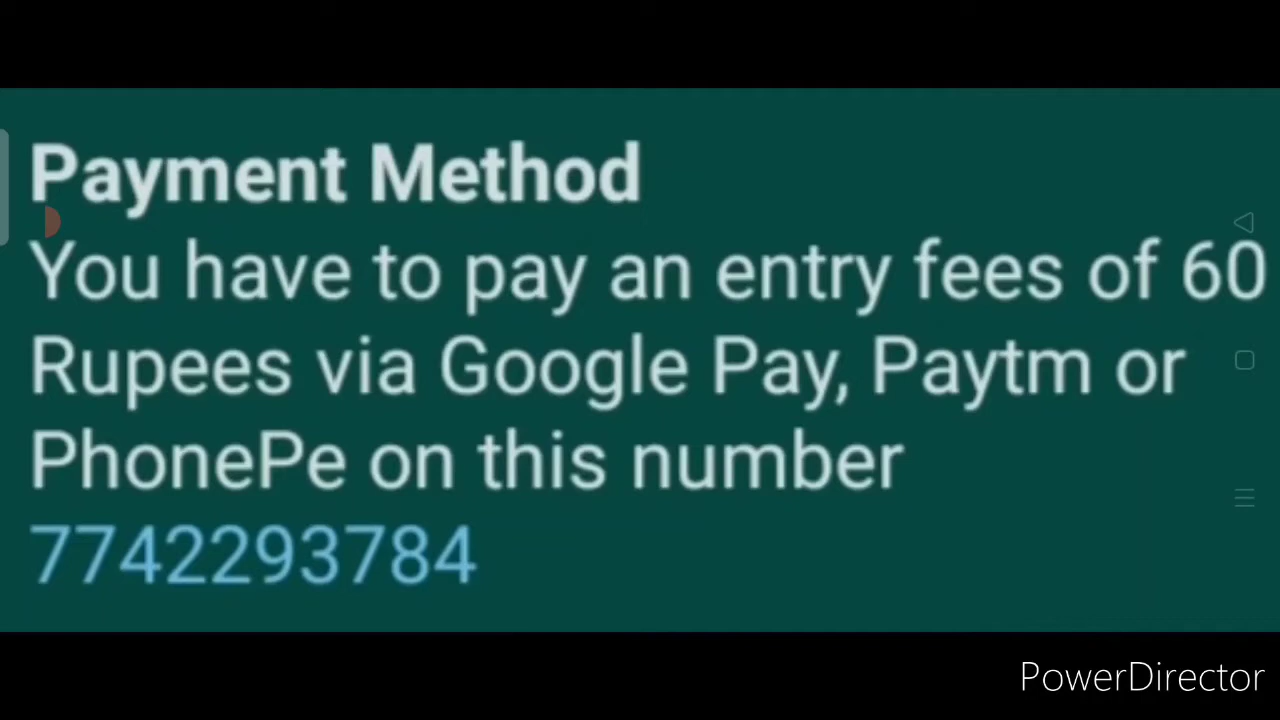 Payment Method
You have to pay an entry fees of 60
Rupees via Google Pay, Paytm or
PhonePe on this number
7742293784
PowerDirector